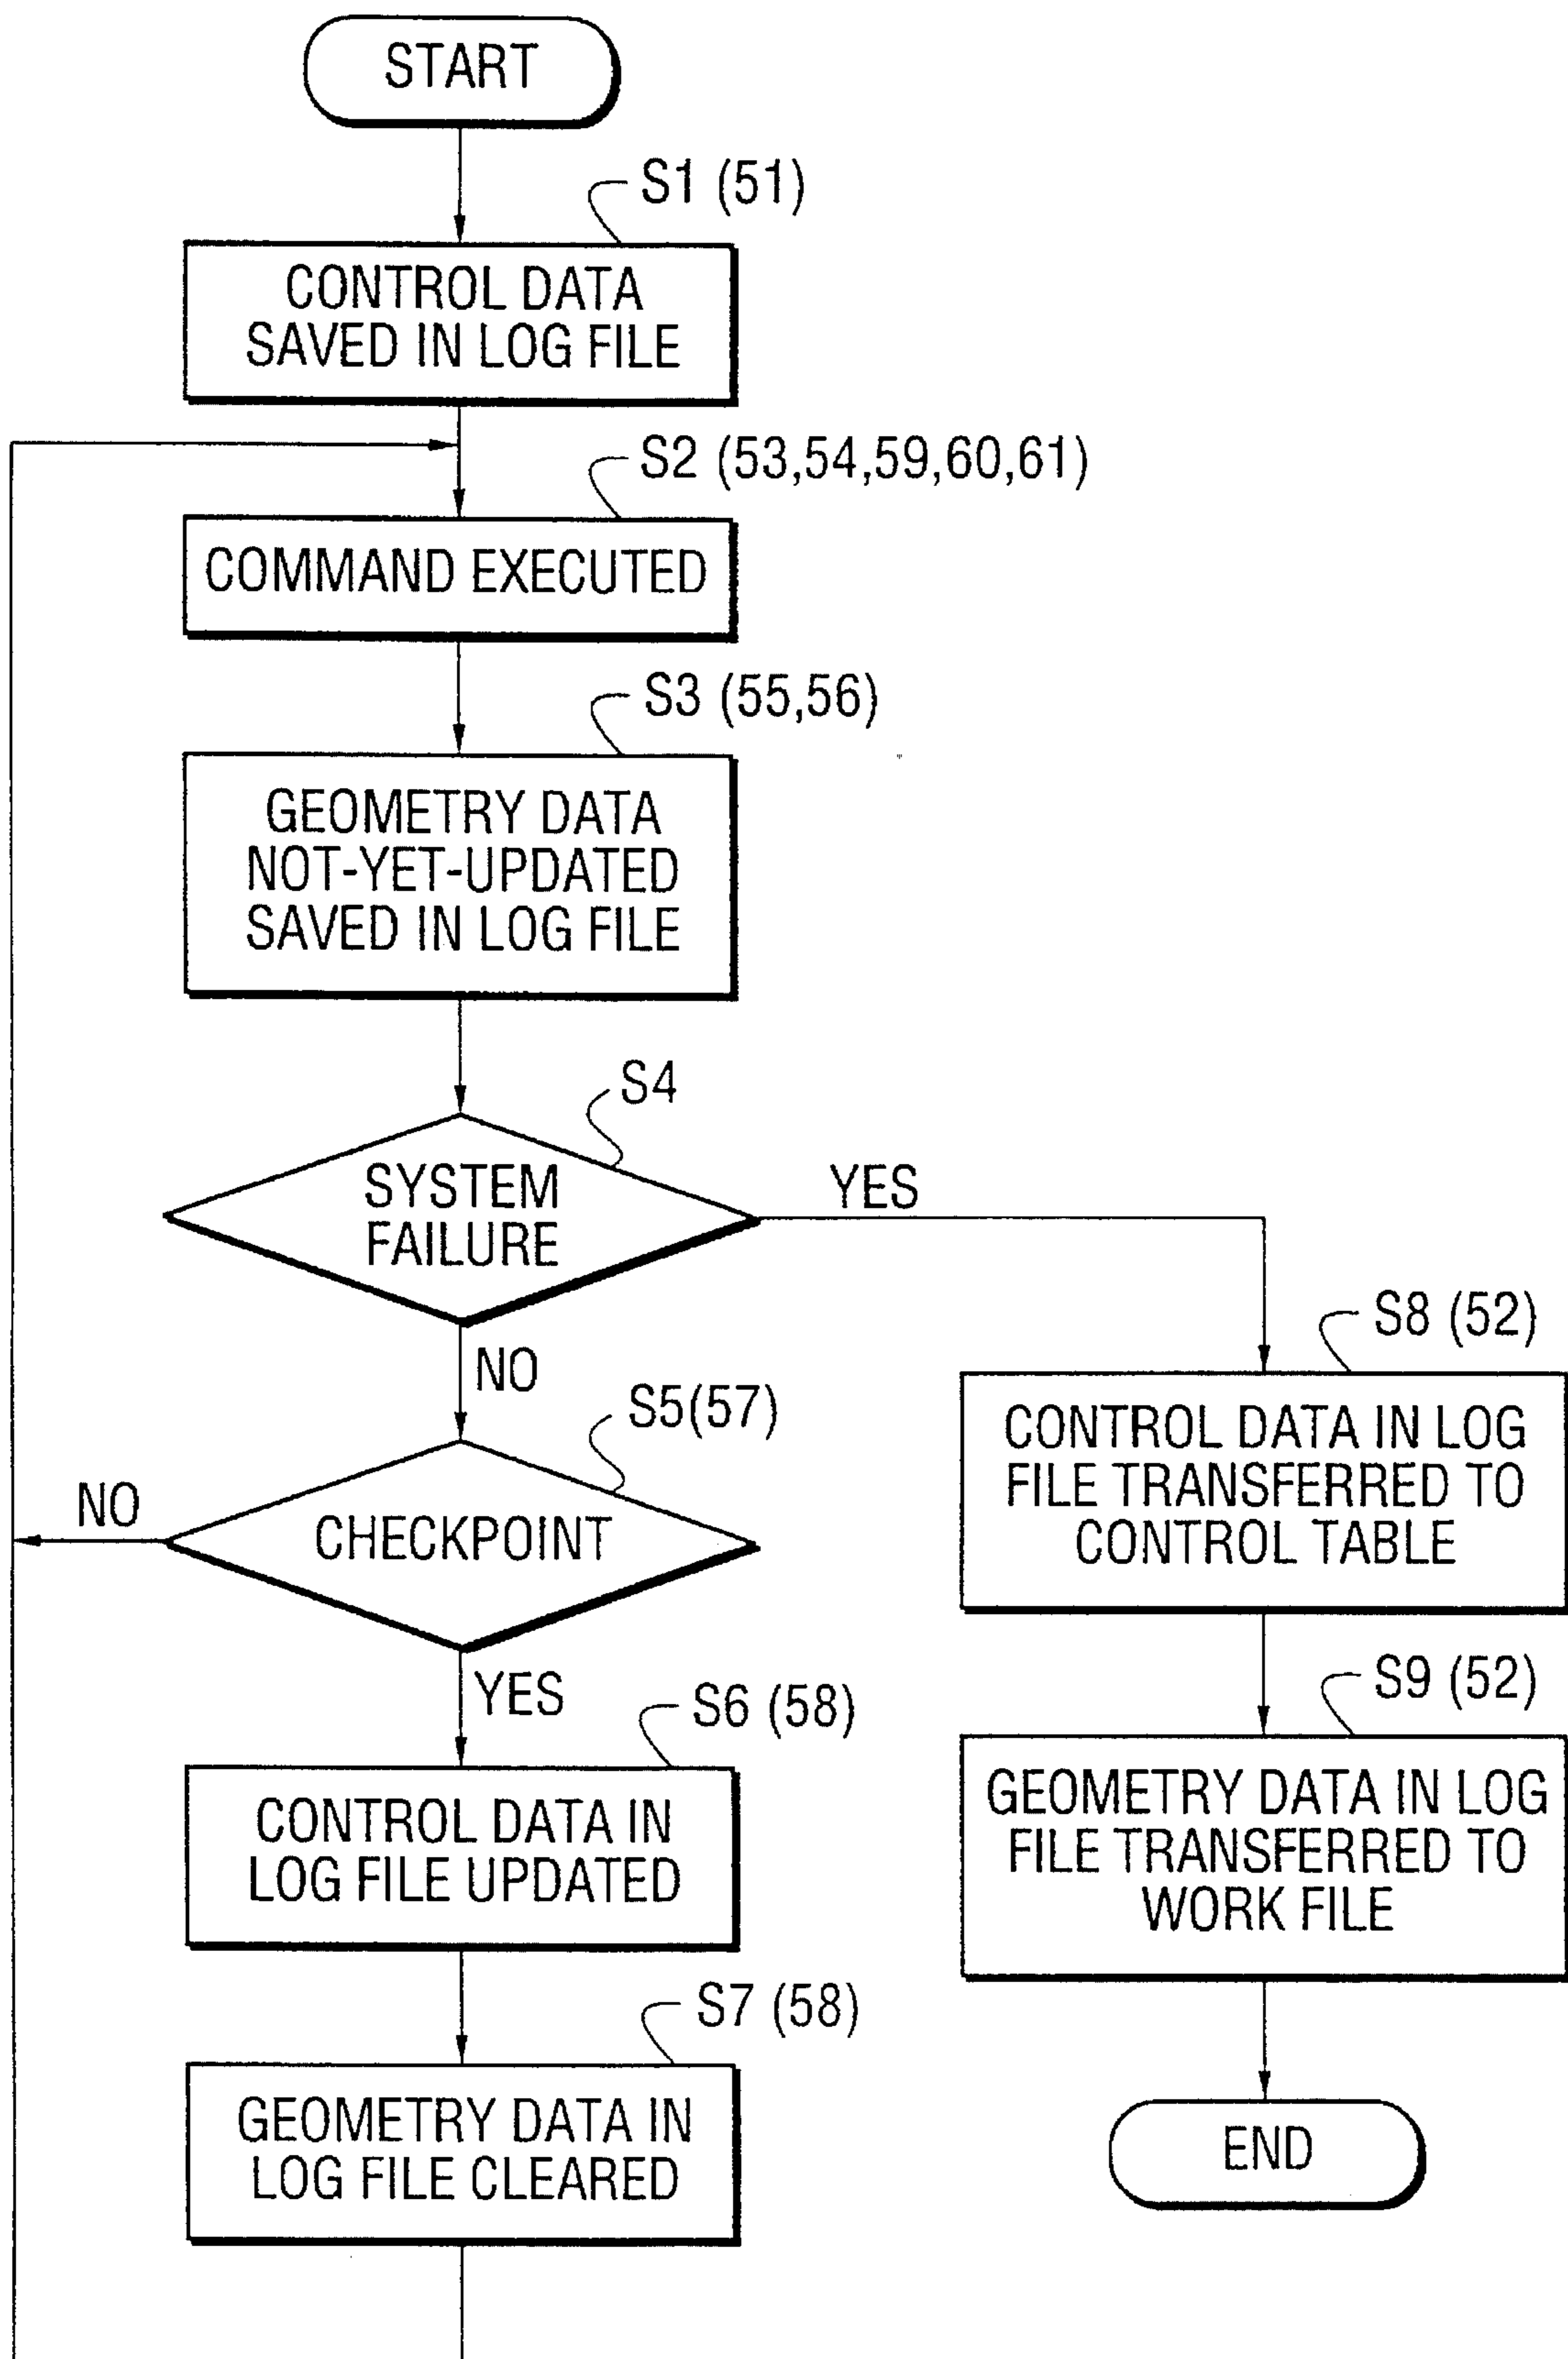 START
S1 (51)
CONTROL DATA
SAVED IN LOG FILE
S2 (53,54,59,60,61)
COMMAND EXECUTED
S3 (55,56)
GEOMETRY DATA
NOT-YET-UPDATED
SAVED IN LOG FILE
S4
SYSTEM
FAILURE
YES
NO
S5(57)
CHECKPOINT
NO
YES
S6 (58)
CONTROL DATA IN
LOG FILE UPDATED
S7 (58)
GEOMETRY DATA IN
LOG FILE CLEARED
S8 (52)
CONTROL DATA IN LOG
FILE TRANSFERRED TO
CONTROL TABLE
S9 (52)
GEOMETRY DATA IN LOG
FILE TRANSFERRED TO
WORK FILE
END